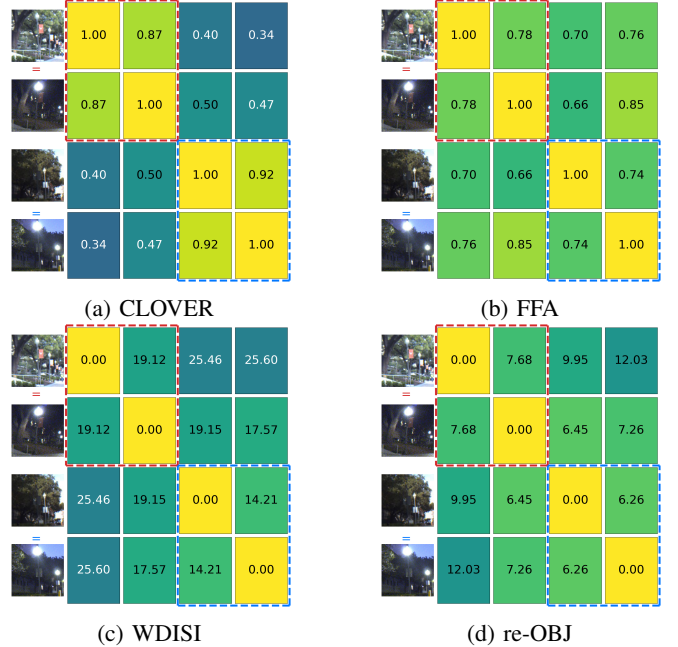 1.00 0.87 0.40 0.34
=
0.87 1.00 0.50 0.47
0.40 0.50 1.00 0.92
=
0.34 0.47 0.92 1.00
(a) CLOVER
1.00 0.78 0.70 0.76
=
0.78 1.00 0.66 0.85
0.70 0.66 1.00 0.74
=
0.76 0.85 0.74 1.00
(b) FFA
0.00 19.12 25.46 25.60
=
19.12 0.00 19.15 17.57
25.46 19.15 0.00 14.21
=
25.60 17.57 14.21 0.00
(c) WDISI
0.00 7.68 9.95 12.03
=
7.68 0.00 6.45 7.26
9.95 6.45 0.00 6.26
=
12.03 7.26 6.26 0.00
(d) re-OBJ